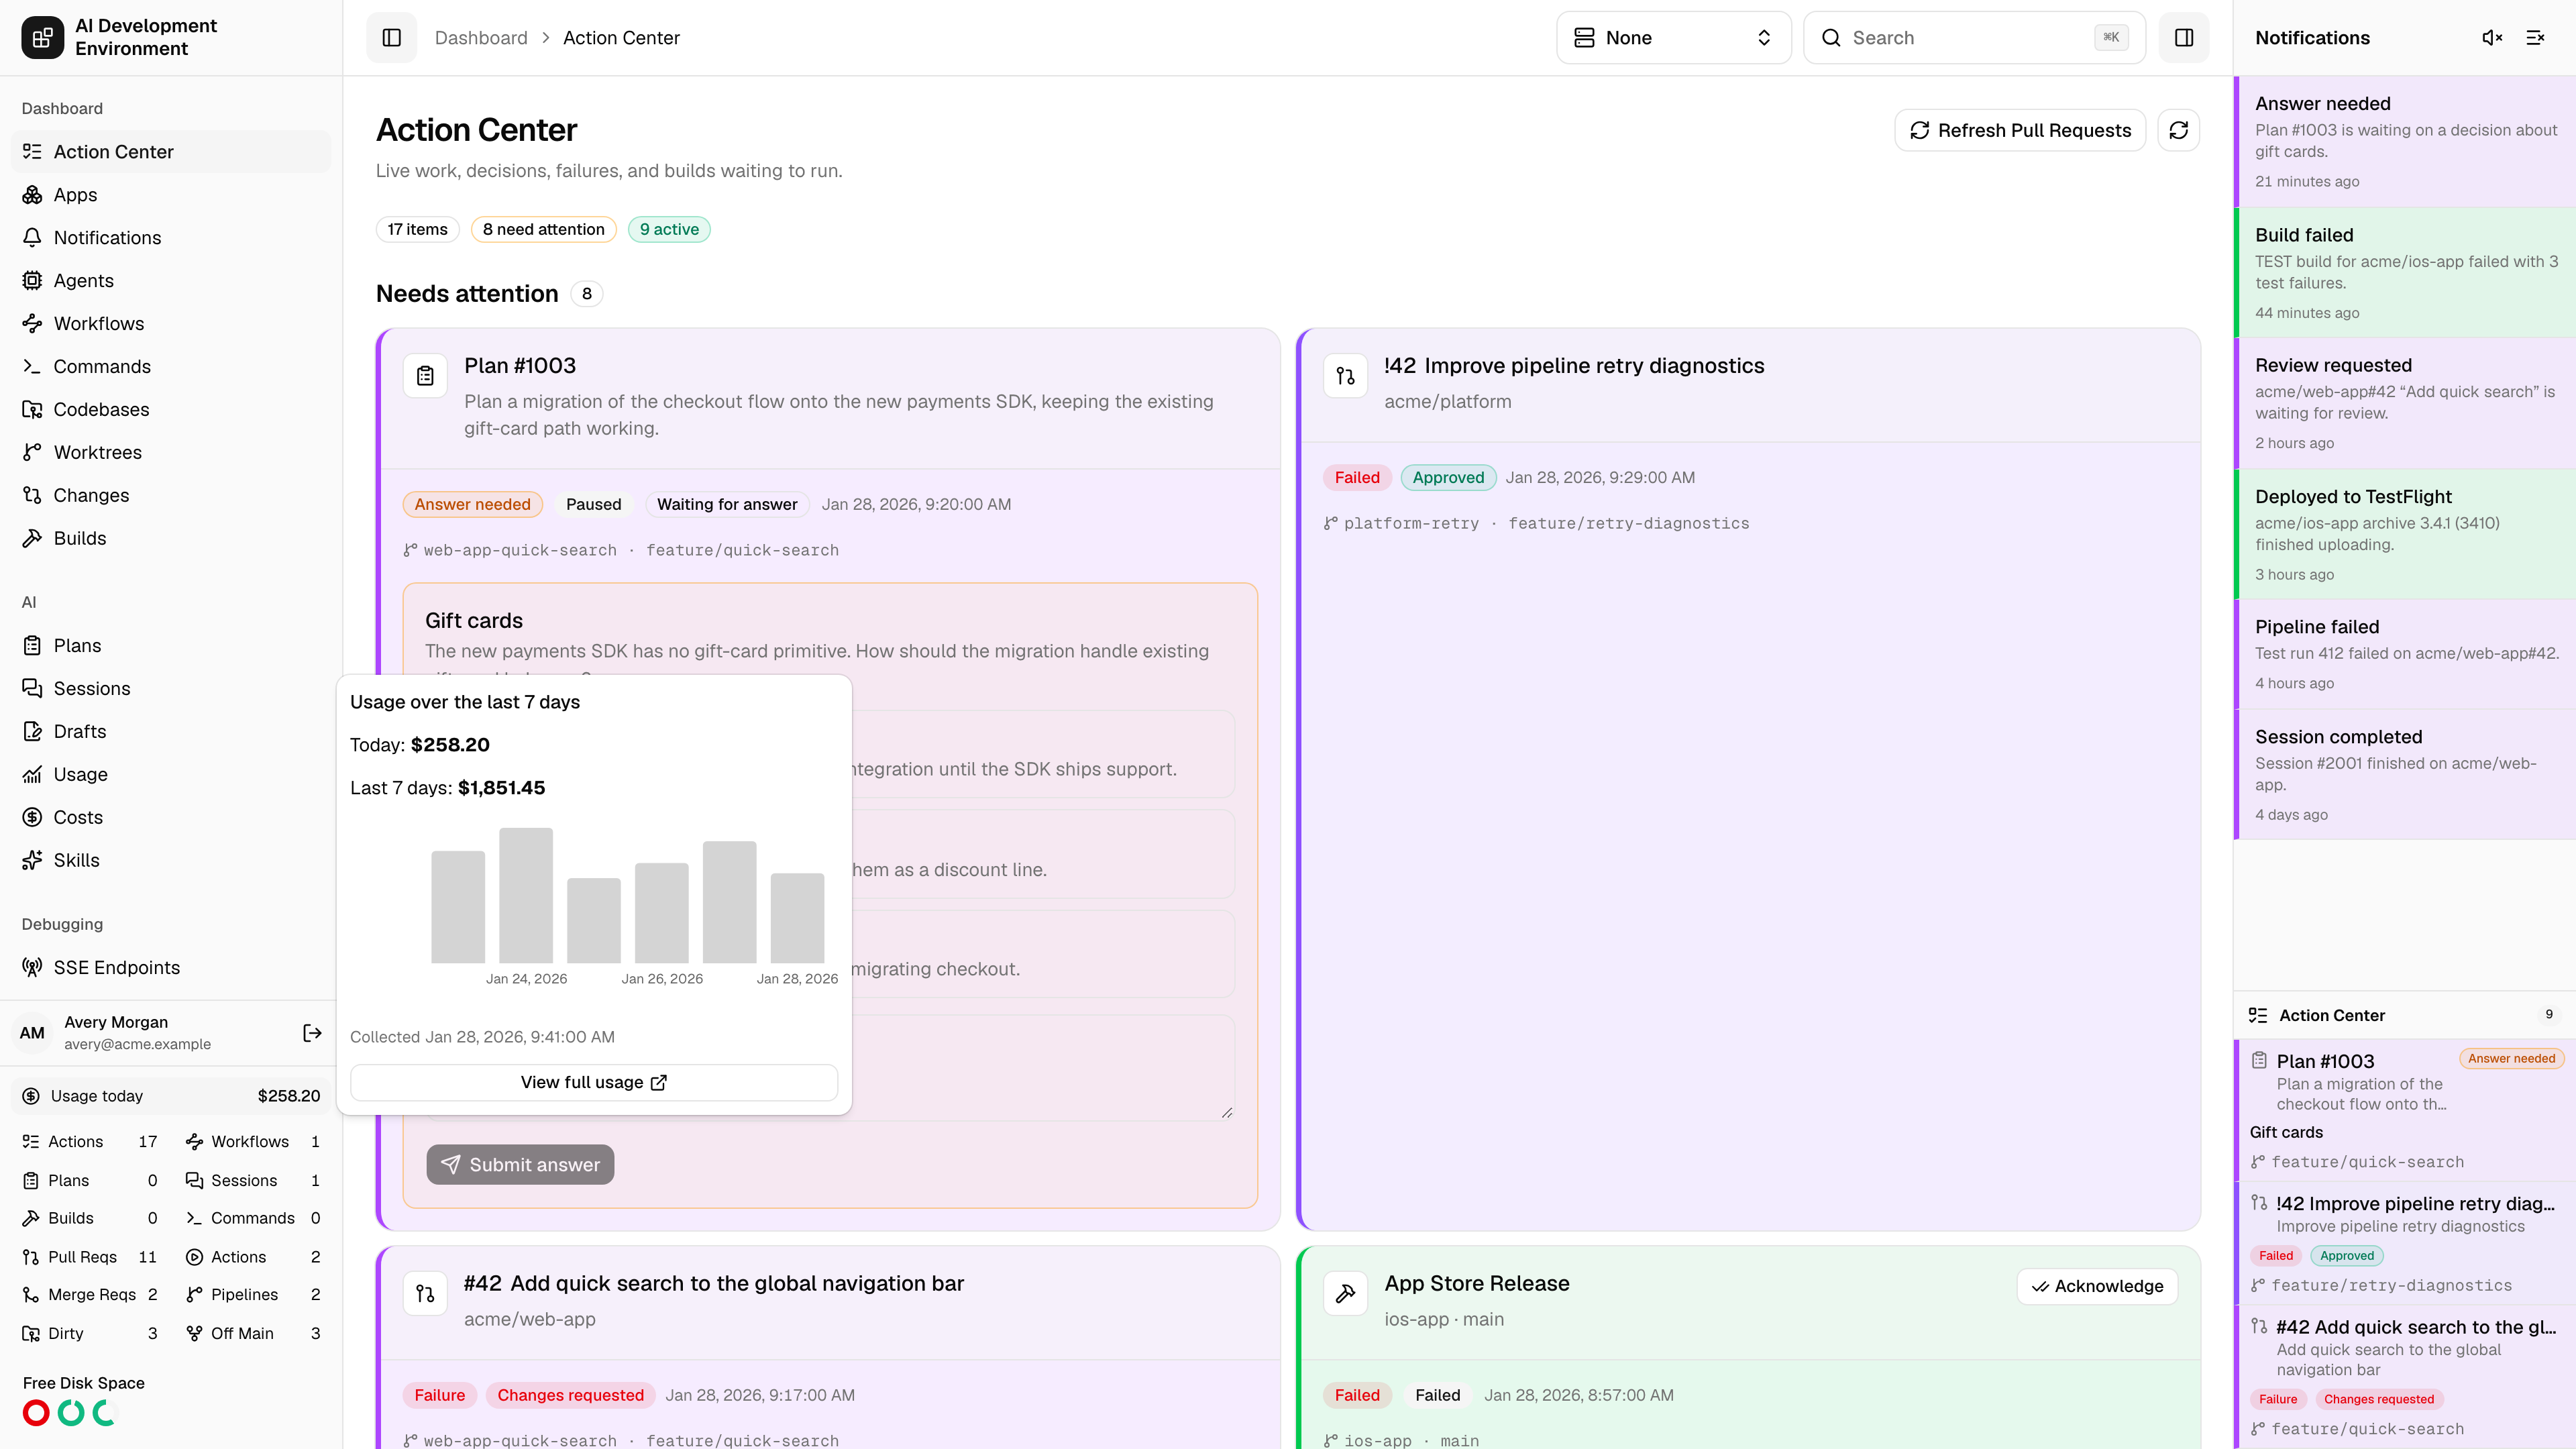 AI Development
Environment
Dashboard
Action Center
Apps
Notifications
Agents
Workflows
Commands
Codebases
Worktrees
Changes
Builds
AI
Plans
Sessions
Drafts
Usage
Costs
Skills
Debugging
SSE Endpoints
AM
Avery Morgan
avery@acme.example
Usage today $258.20
Actions 17 Workflows 1
Plans 0 Sessions 1
Builds 0 Commands 0
Pull Reqs 11 Actions 2
Merge Reqs 2 Pipelines 2
Dirty 3 Off Main 3
Free Disk Space
Dashboard > Action Center
None
Search ⌘K
Action Center
Live work, decisions, failures, and builds waiting to run.
Refresh Pull Requests
17 items 8 need attention 9 active
Needs attention 8
Plan #1003
Plan a migration of the checkout flow onto the new payments SDK, keeping the existing
gift-card path working.
Answer needed Paused Waiting for answer Jan 28, 2026, 9:20:00 AM
web-app-quick-search · feature/quick-search
Gift cards
The new payments SDK has no gift-card primitive. How should the migration handle existing
ntegration until the SDK ships support.
hem as a discount line.
migrating checkout.
Submit answer
Usage over the last 7 days
Today: $258.20
Last 7 days: $1,851.45
Jan 24, 2026 Jan 26, 2026 Jan 28, 2026
Collected Jan 28, 2026, 9:41:00 AM
View full usage
!42 Improve pipeline retry diagnostics
acme/platform
Failed Approved Jan 28, 2026, 9:29:00 AM
platform-retry · feature/retry-diagnostics
#42 Add quick search to the global navigation bar
acme/web-app
Failure Changes requested Jan 28, 2026, 9:17:00 AM
web-app-quick-search · feature/quick-search
App Store Release
ios-app · main
Acknowledge
Failed Failed Jan 28, 2026, 8:57:00 AM
ios-app · main
Notifications
Answer needed
Plan #1003 is waiting on a decision about
gift cards.
21 minutes ago
Build failed
TEST build for acme/ios-app failed with 3
test failures.
44 minutes ago
Review requested
acme/web-app#42 “Add quick search” is
waiting for review.
2 hours ago
Deployed to TestFlight
acme/ios-app archive 3.4.1 (3410)
finished uploading.
3 hours ago
Pipeline failed
Test run 412 failed on acme/web-app#42.
4 hours ago
Session completed
Session #2001 finished on acme/web-
app.
4 days ago
Action Center 9
Plan #1003 Answer needed
Plan a migration of the
checkout flow onto th…
Gift cards
feature/quick-search
!42 Improve pipeline retry diag…
Improve pipeline retry diagnostics
Failed Approved
feature/retry-diagnostics
#42 Add quick search to the gl…
Add quick search to the global
navigation bar
Failure Changes requested
feature/quick-search